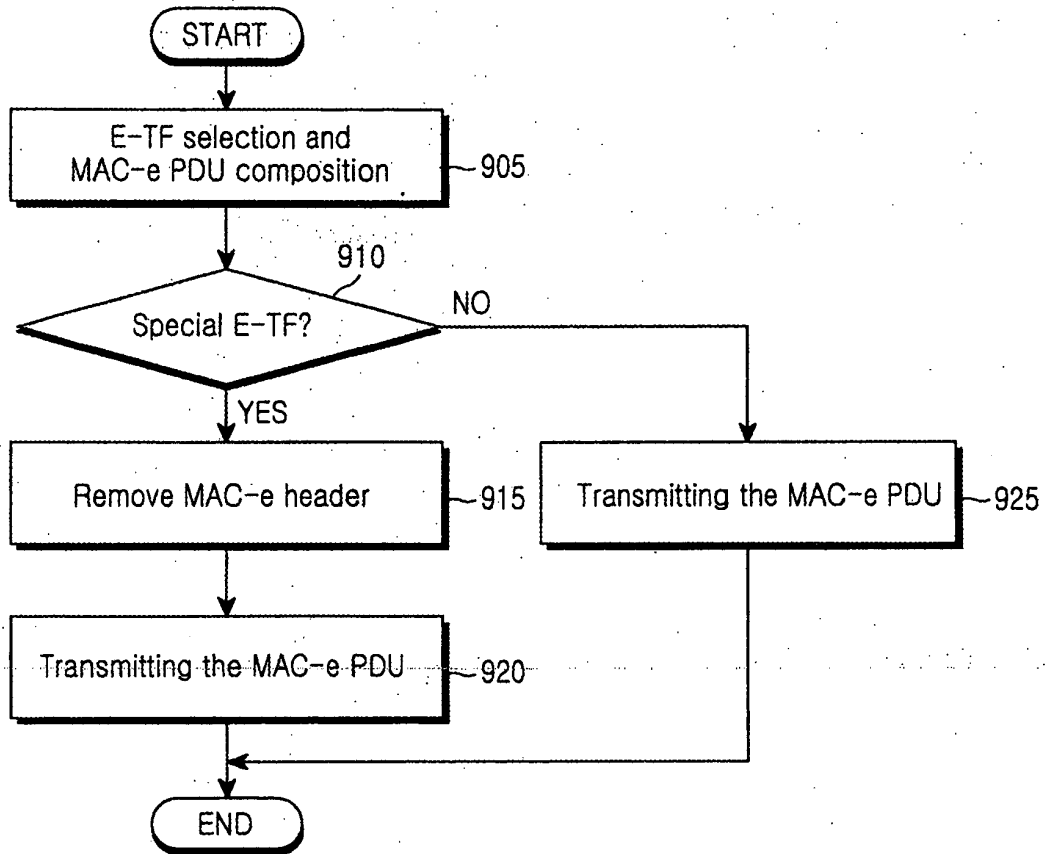 START
E-TF selection and
MAC-e PDU composition
905
910
Special E-TF?
NO
YES
Remove MAC-e header
915
Transmitting the MAC-e PDU
925
Transmitting the MAC-e PDU
920
END